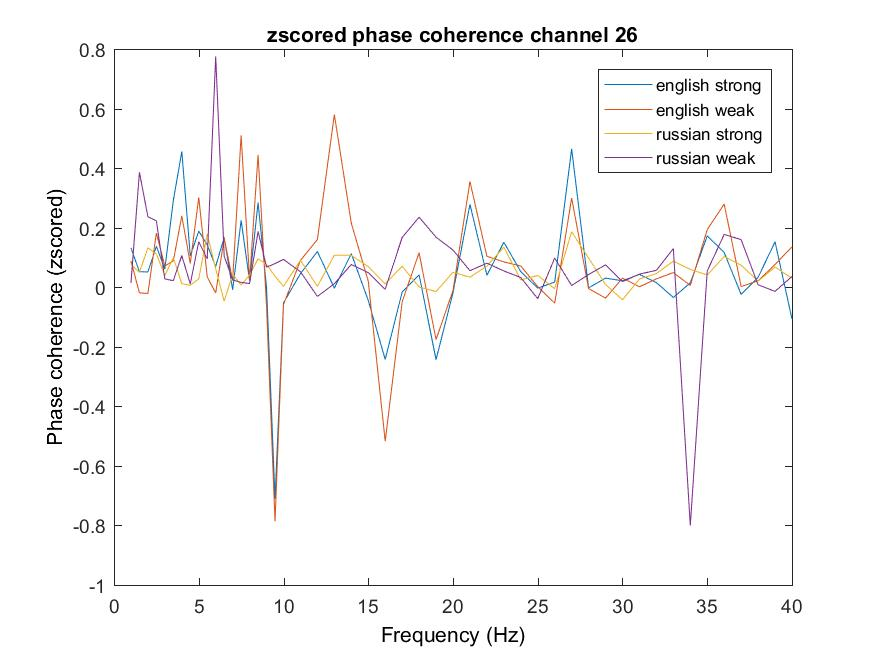 zscored phase coherence channel 26
0.8
0.6
0.4
0.2
0
-0.2
-0.4
-0.6
-0.8
-1
Phase coherence (zscored)
english strong
english weak
russian strong
russian weak
0 5 10 15 20 25 30 35 40
Frequency (Hz)